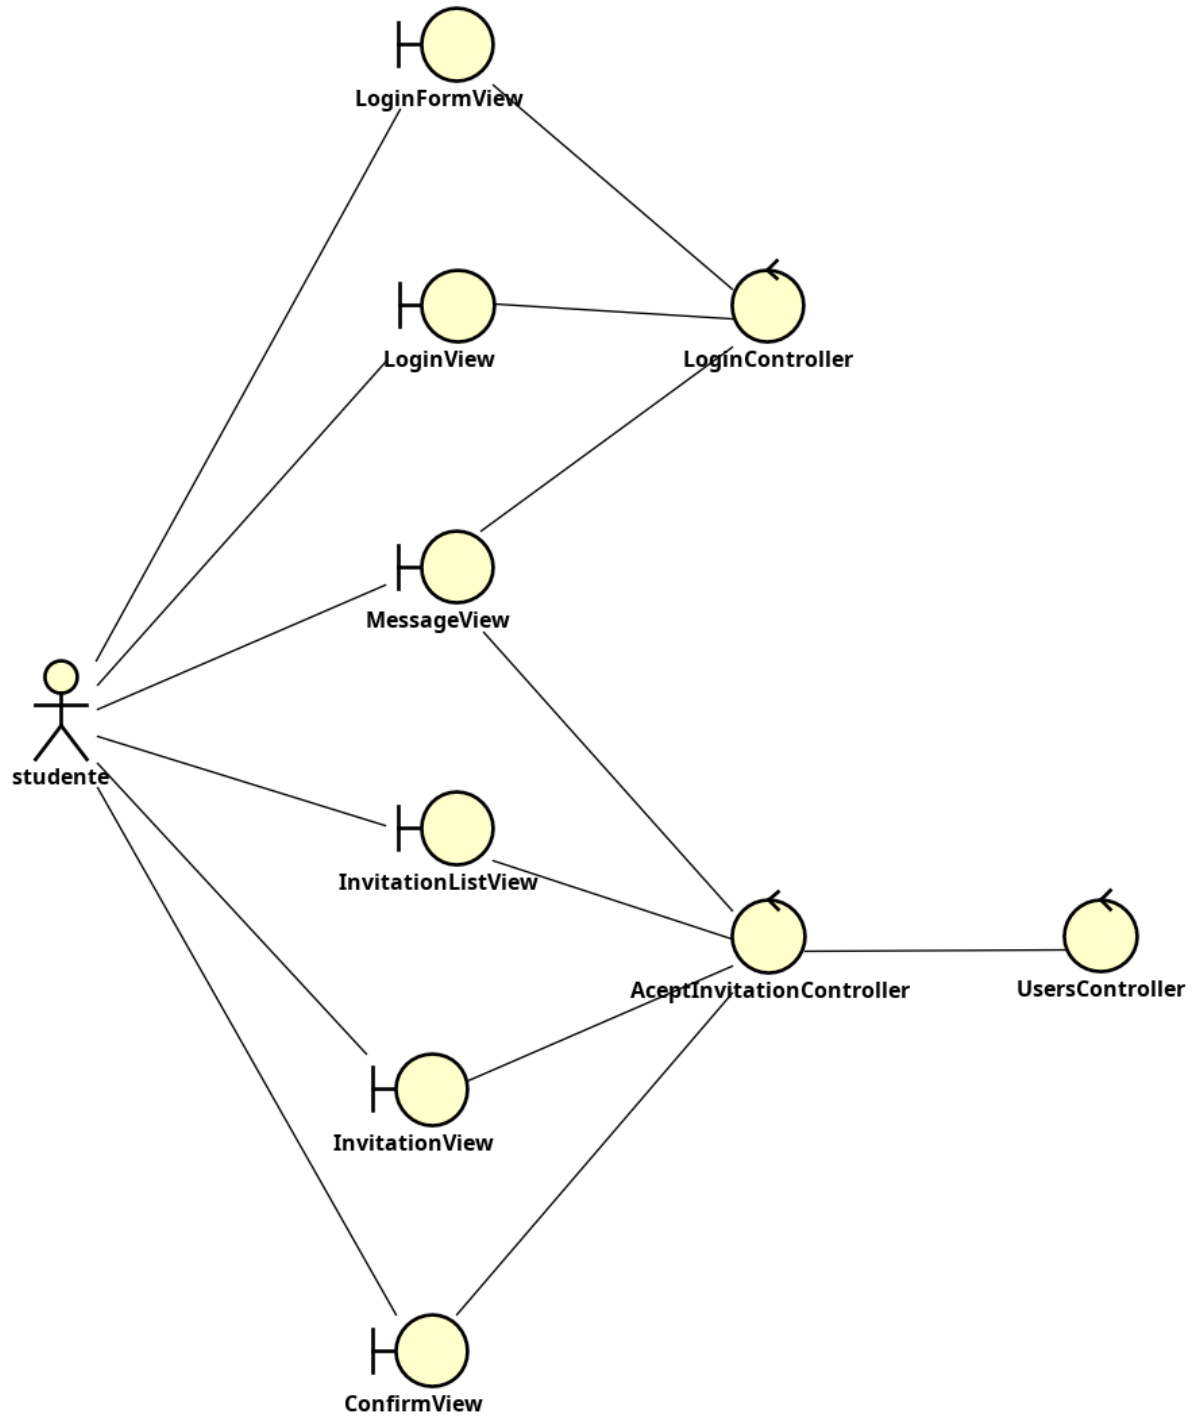 LoginFormView
LoginView
LoginController
MessageView
studente
InvitationListView
AceptInvitationController
UsersController
InvitationView
ConfirmView